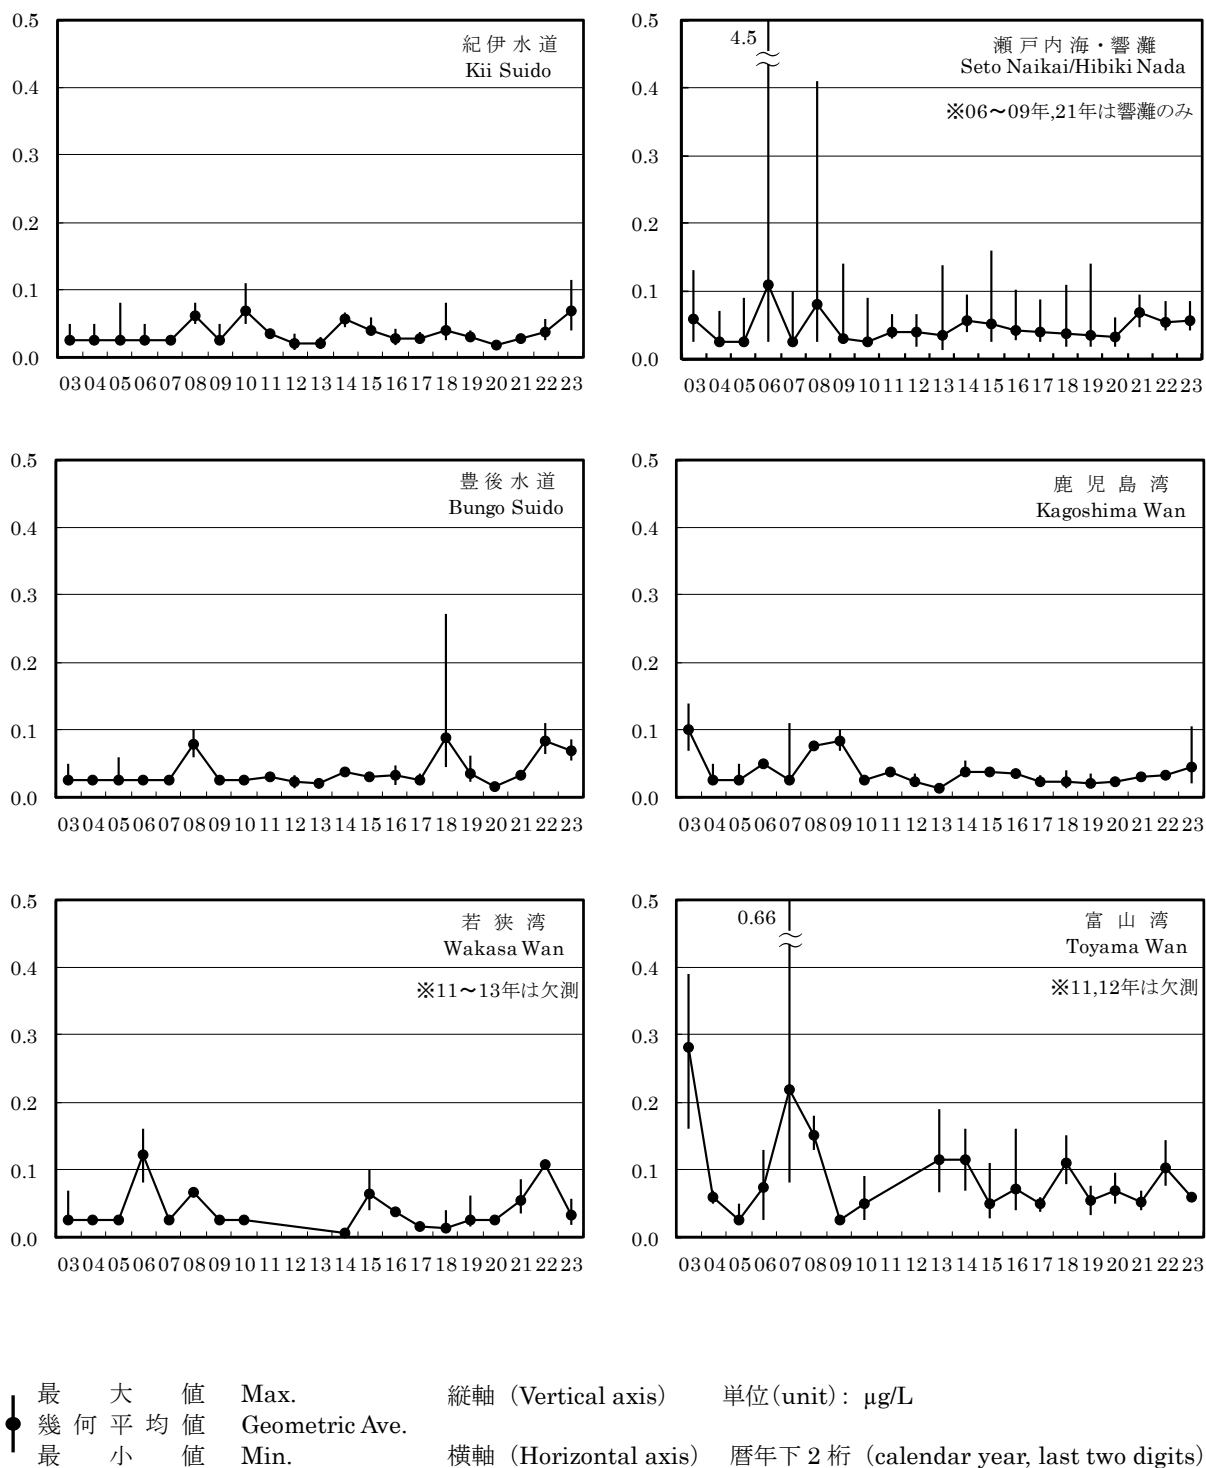 0.5
0.4
0.3
0.2
0.1
0.0
紀伊水道
Kii Suido
03 04 05 06 07 08 09 10 11 12 13 14 15 16 17 18 19 20 21 22 23
0.5
0.4
0.3
0.2
0.1
0.0
4.5
瀬戸内海・響灘
Seto Naikai/Hibiki Nada
※06～09年,21年は響灘のみ
03 04 05 06 07 08 09 10 11 12 13 14 15 16 17 18 19 20 21 22 23
0.5
0.4
0.3
0.2
0.1
0.0
豊後水道
Bungo Suido
03 04 05 06 07 08 09 10 11 12 13 14 15 16 17 18 19 20 21 22 23
0.5
0.4
0.3
0.2
0.1
0.0
鹿児島湾
Kagoshima Wan
03 04 05 06 07 08 09 10 11 12 13 14 15 16 17 18 19 20 21 22 23
0.5
0.4
0.3
0.2
0.1
0.0
若狭湾
Wakasa Wan
※11～13年は欠測
03 04 05 06 07 08 09 10 11 12 13 14 15 16 17 18 19 20 21 22 23
0.5
0.4
0.3
0.2
0.1
0.0
0.66
富山湾
Toyama Wan
※11,12年は欠測
03 04 05 06 07 08 09 10 11 12 13 14 15 16 17 18 19 20 21 22 23
最大値 Max. 縦軸 (Vertical axis) 単位(unit): µg/L
幾何平均値 Geometric Ave.
最小値 Min. 横軸 (Horizontal axis) 暦年下2桁 (calendar year, last two digits)